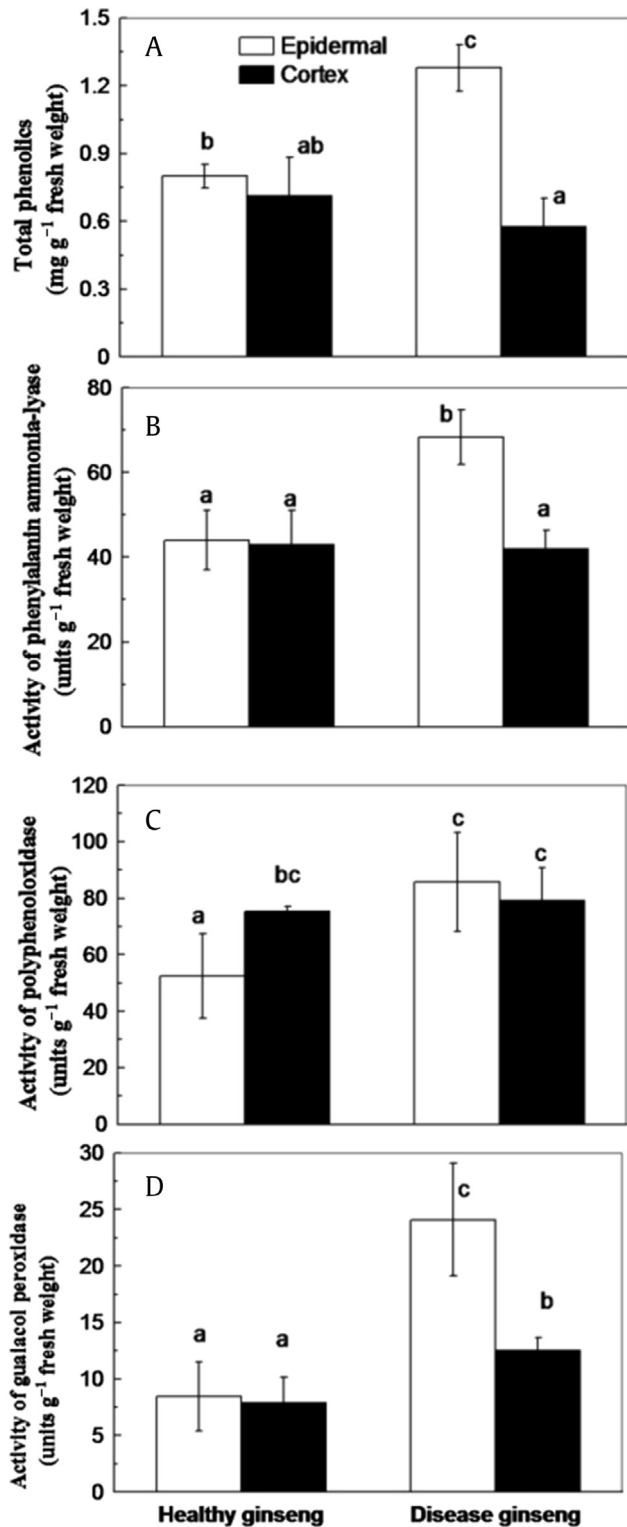 A
Epidermal
Cortex
Total phenolics
(mg g⁻¹ fresh weight)
1.5
1.2
0.9
0.6
0.3
0
b
ab
c
a
B
Activity of phenylalanin ammonia-lyase
(units g⁻¹ fresh weight)
80
60
40
20
0
a
a
b
a
C
Activity of polyphenoloxidase
(units g⁻¹ fresh weight)
120
100
80
60
40
20
0
a
bc
c
c
D
Activity of gualacol peroxidase
(units g⁻¹ fresh weight)
30
25
20
15
10
5
0
a
a
c
b
Healthy ginseng
Disease ginseng